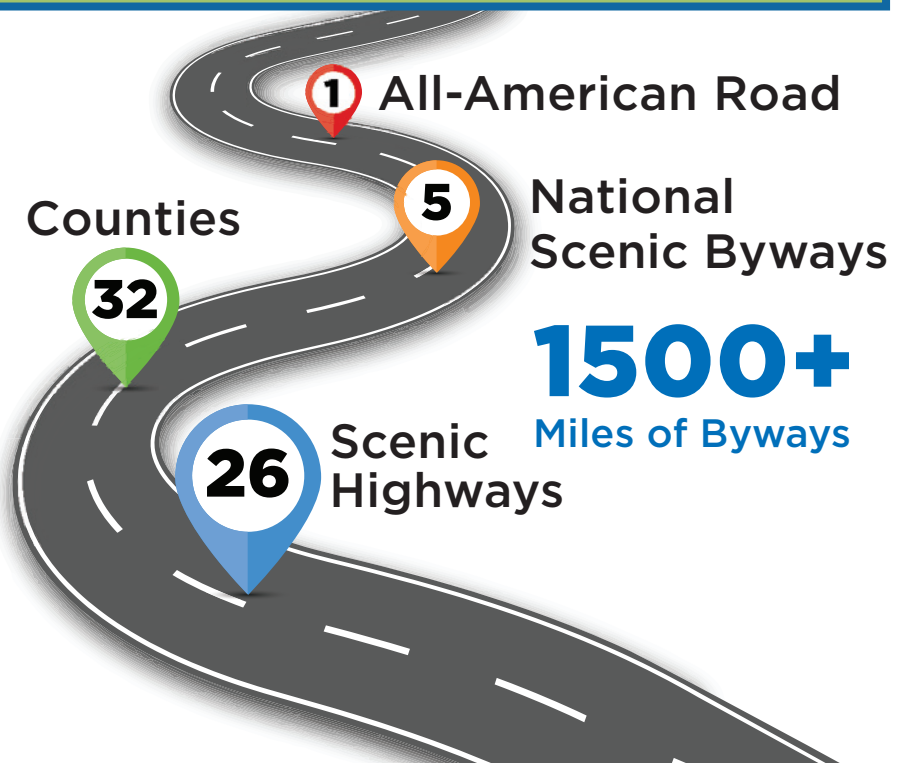 1 All-American Road
5 National
Scenic Byways
Counties
32
1500+
Miles of Byways
26 Scenic
Highways